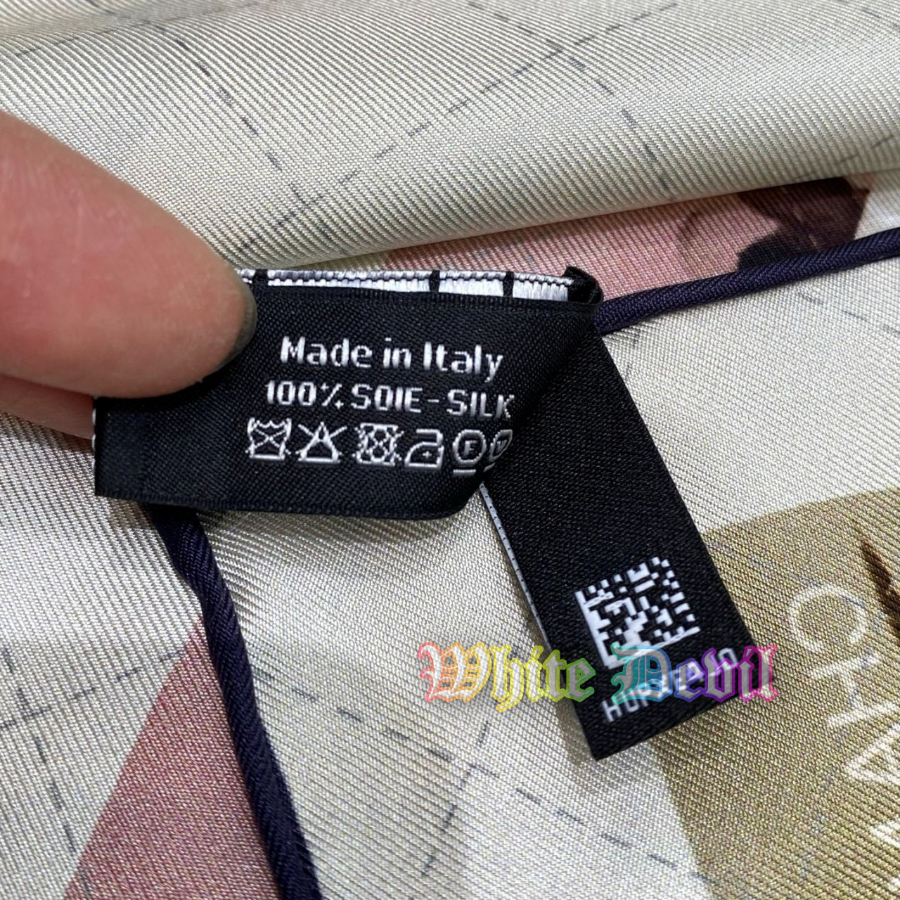 Made in Italy
100% SOIE - SILK
White Devil
CHA